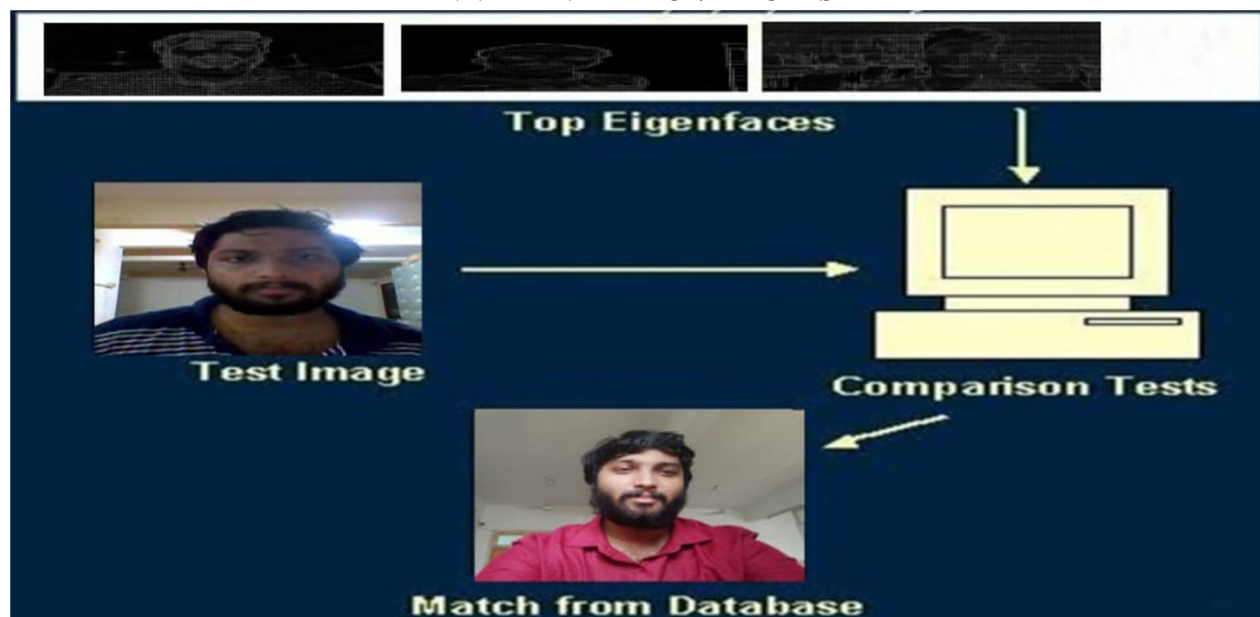 Top Eigenfaces
Test Image
Comparison Tests
Match from Database